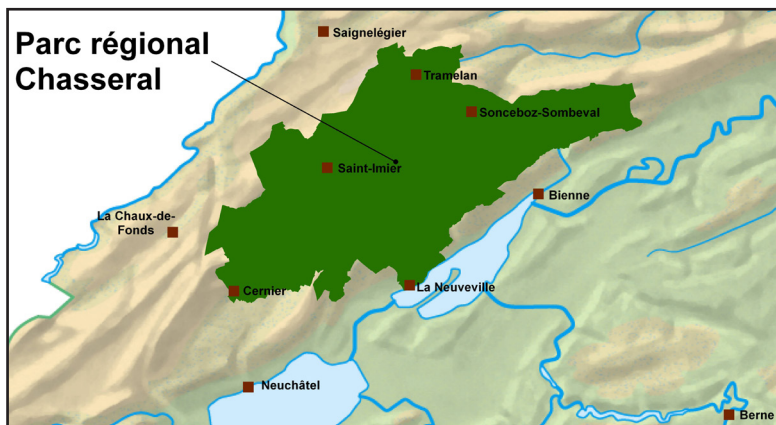 Parc régional
Chasseral
Saignelégier
Tramelan
Sonceboz-Sombeval
Saint-Imier
Bienne
La Chaux-de-
Fonds
Cernier
La Neuveville
Neuchâtel
Berne